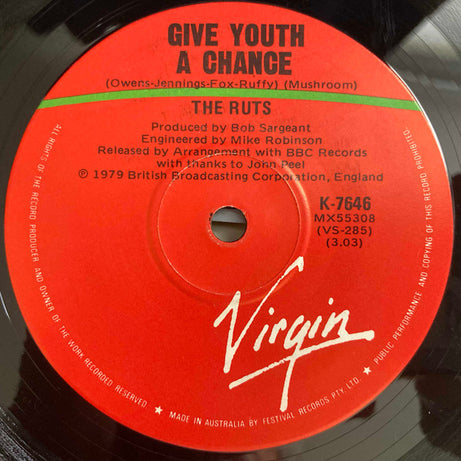 GIVE YOUTH
A CHANCE
(Owens-Jennings-Fox-Ruffy) (Mushroom)
THE RUTS
Produced by Bob Sargeant
Engineered by Mike Robinson
Released by Arrangement with BBC Records
with thanks to John Peel
℗ 1979 British Broadcasting Corporation, England
K-7646
MX55308
(VS-285)
(3.03)
Virgin
ALL RIGHTS OF THE RECORD PRODUCER AND OWNER OF THE WORK RECORDED RESERVED ★ MADE IN AUSTRALIA BY FESTIVAL RECORDS PTY. LTD. ★ PUBLIC PERFORMANCE AND COPYING OF THIS RECORD PROHIBITED